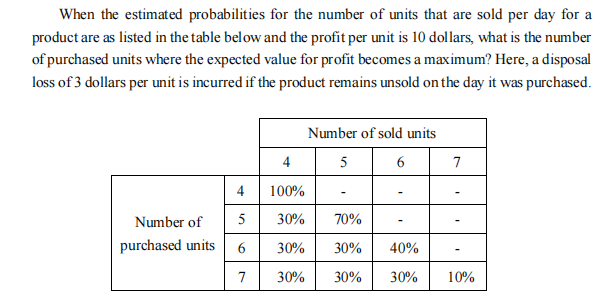 When the estimated probabilities for the number of units that are sold per day for a
product are as listed in the table below and the profit per unit is 10 dollars, what is the number
of purchased units where the expected value for profit becomes a maximum? Here, a disposal
loss of 3 dollars per unit is incurred if the product remains unsold on the day it was purchased.
Number of sold units
4 5 6 7
4 100% - - -
Number of 5 30% 70% - -
purchased units 6 30% 30% 40% -
7 30% 30% 30% 10%